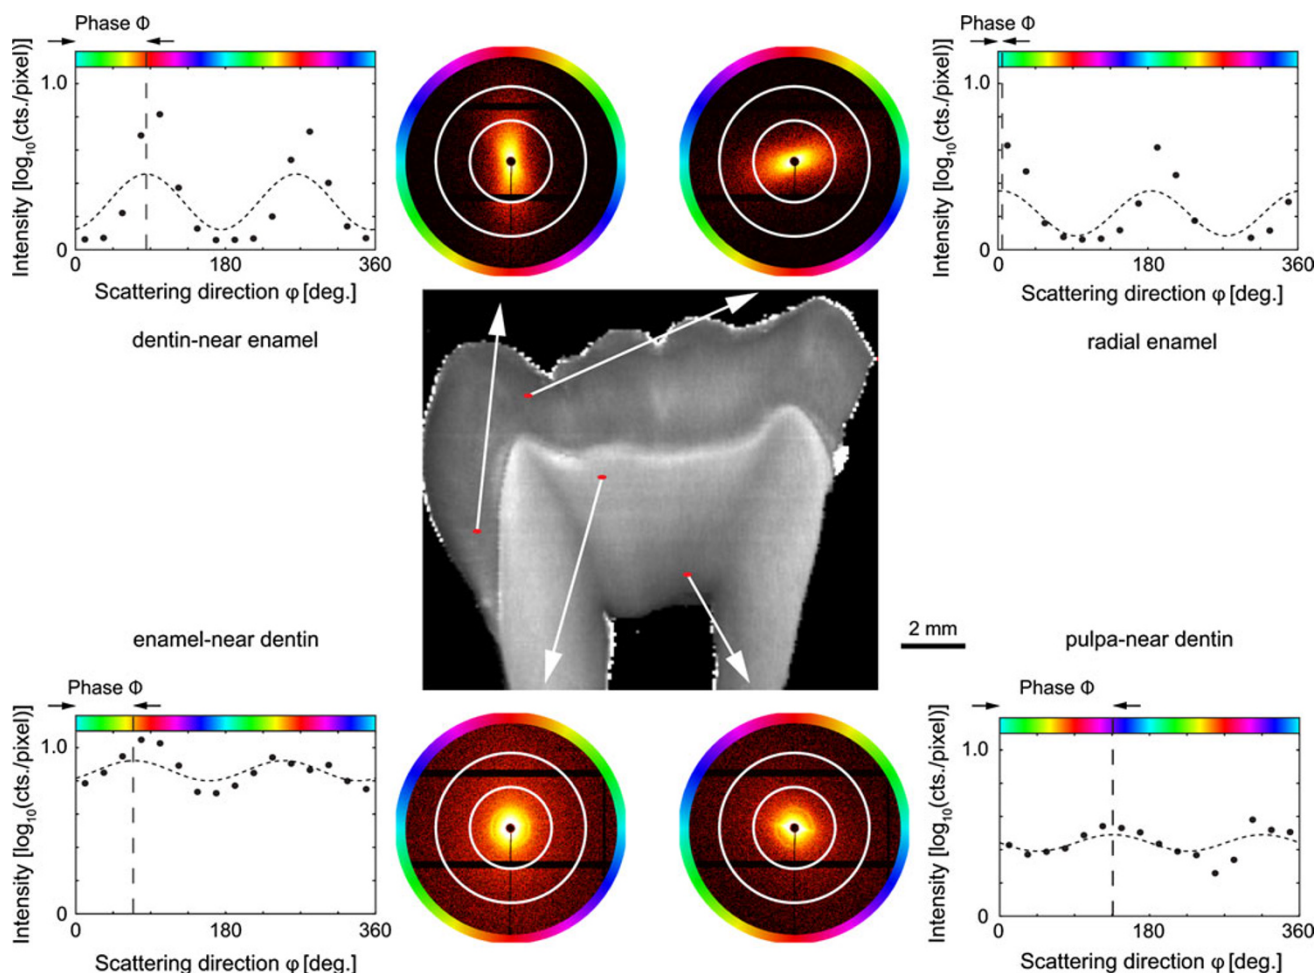 Phase Φ
Intensity [log10(cts./pixel)]
1.0
0
0 180 360
Scattering direction φ [deg.]
dentin-near enamel
Phase Φ
Intensity [log10(cts./pixel)]
1.0
0
0 180 360
Scattering direction φ [deg.]
radial enamel
2 mm
enamel-near dentin
Phase Φ
Intensity [log10(cts./pixel)]
1.0
0
0 180 360
Scattering direction φ [deg.]
pulpa-near dentin
Phase Φ
Intensity [log10(cts./pixel)]
1.0
0
0 180 360
Scattering direction φ [deg.]